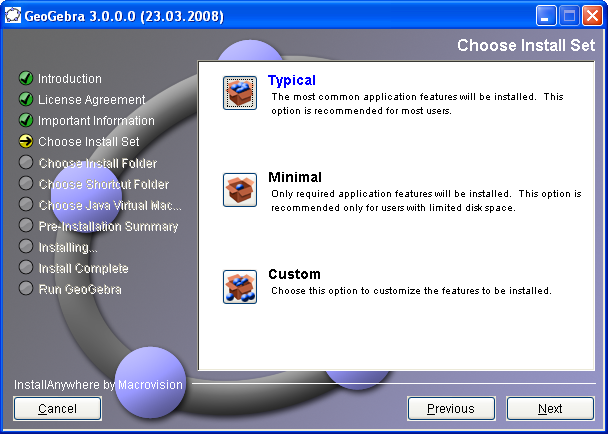 GeoGebra 3.0.0.0 (23.03.2008)
Choose Install Set
Introduction
License Agreement
Important Information
Choose Install Set
Choose Install Folder
Choose Shortcut Folder
Choose Java Virtual Mac...
Pre-Installation Summary
Installing...
Install Complete
Run GeoGebra
Typical
The most common application features will be installed. This
option is recommended for most users.
Minimal
Only required application features will be installed. This option is
recommended only for users with limited disk space.
Custom
Choose this option to customize the features to be installed.
InstallAnywhere by Macrovision
Cancel
Previous
Next